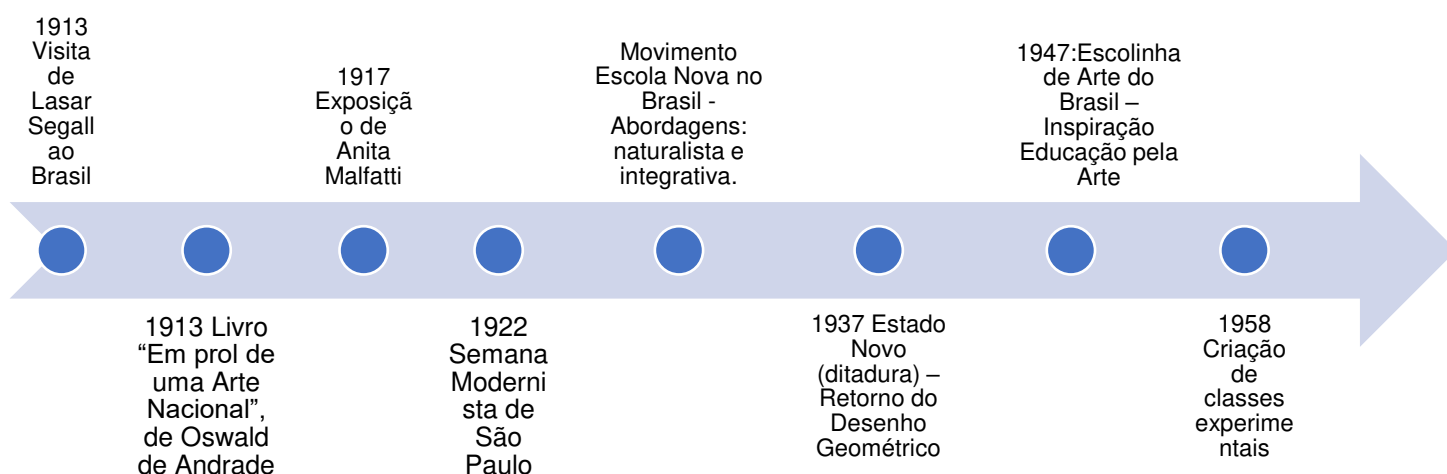 1913
Visita
de
Lasar
Segall
ao
Brasil
1913 Livro
“Em prol de
uma Arte
Nacional”,
de Oswald
de Andrade
1917
Exposiçã
o de
Anita
Malfatti
1922
Semana
Moderni
sta de
São
Paulo
Movimento
Escola Nova no
Brasil -
Abordagens:
naturalista e
integrativa.
1937 Estado
Novo
(ditadura) –
Retorno do
Desenho
Geométrico
1947:Escolinha
de Arte do
Brasil –
Inspiração
Educação pela
Arte
1958
Criação
de
classes
experime
ntais